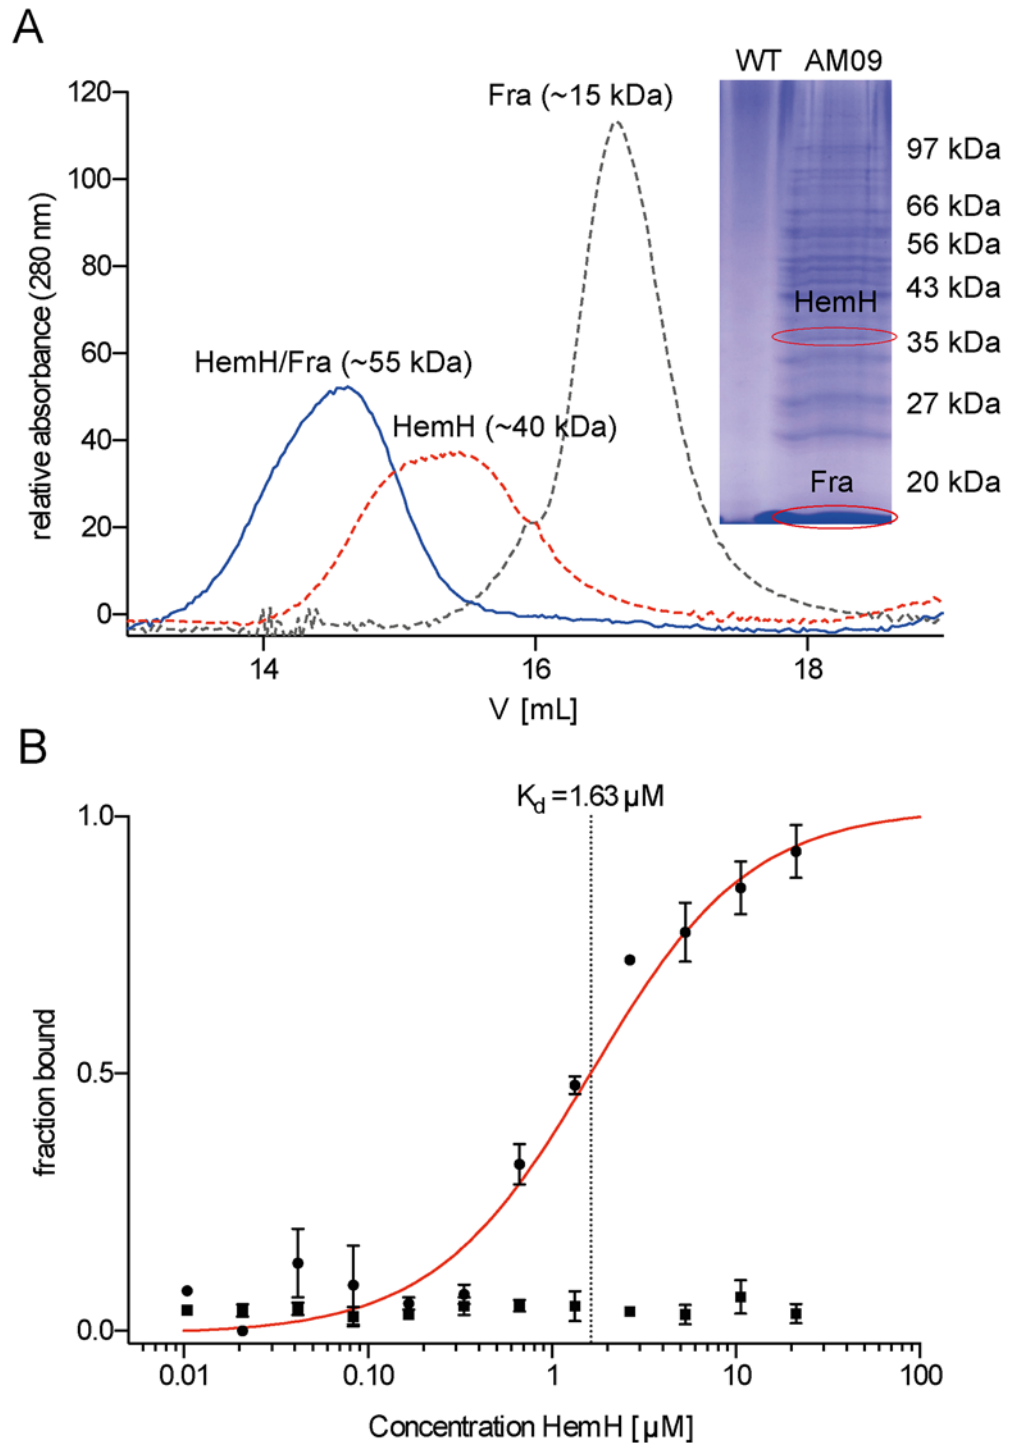 A
WT AM09
120
100
80
60
40
20
0
relative absorbance (280 nm)
Fra (~15 kDa)
HemH/Fra (~55 kDa)
HemH (~40 kDa)
97 kDa
66 kDa
56 kDa
43 kDa
HemH
35 kDa
27 kDa
Fra
20 kDa
14 16 18
V [mL]
B
Kd=1.63 µM
1.0
0.5
0.0
fraction bound
0.01 0.10 1 10 100
Concentration HemH [µM]